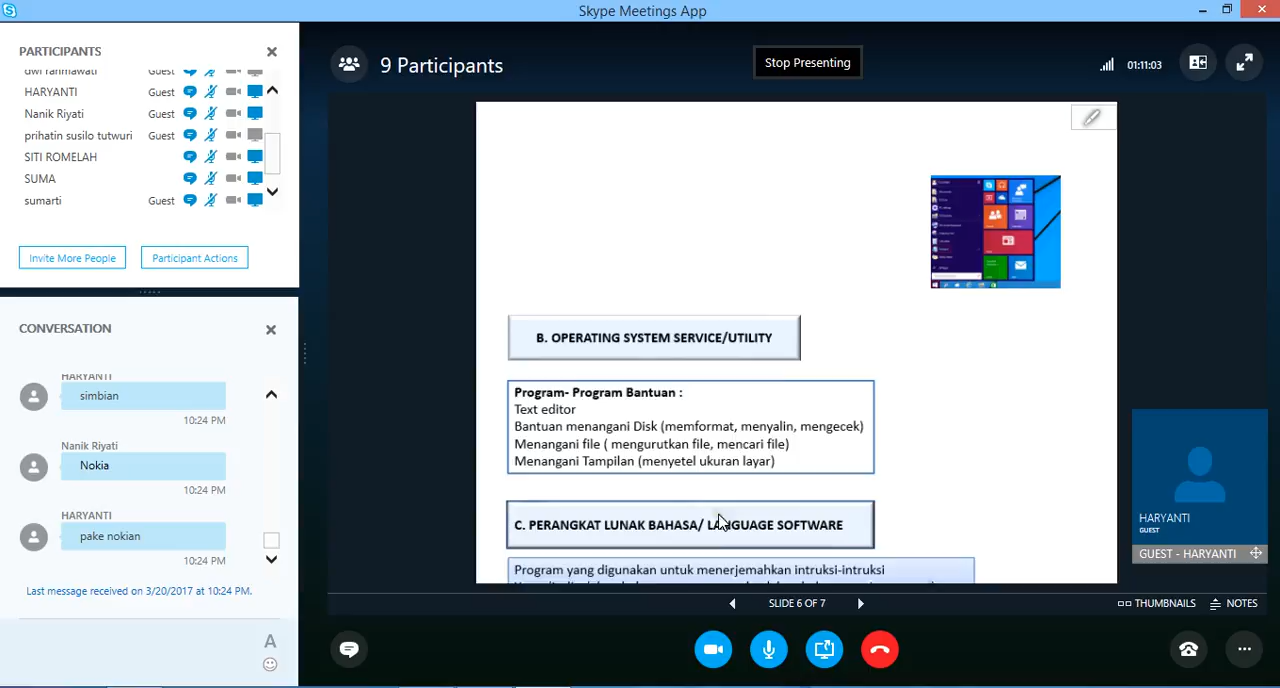 Skype Meetings App
PARTICIPANTS
dwi rahmawati Guest
HARYANTI Guest
Nanik Riyati Guest
prihatin susilo tutwuri Guest
SITI ROMELAH
SUMA
sumarti Guest
Invite More People
Participant Actions
CONVERSATION
HARYANTI
simbian
10:24 PM
Nanik Riyati
Nokia
10:24 PM
HARYANTI
pake nokian
10:24 PM
Last message received on 3/20/2017 at 10:24 PM.
A
9 Participants
Stop Presenting
01:11:03
B. OPERATING SYSTEM SERVICE/UTILITY
Program- Program Bantuan :
Text editor
Bantuan menangani Disk (memformat, menyalin, mengecek)
Menangani file ( mengurutkan file, mencari file)
Menangani Tampilan (menyetel ukuran layar)
C. PERANGKAT LUNAK BAHASA/ LANGUAGE SOFTWARE
Program yang digunakan untuk menerjemahkan intruksi-intruksi
HARYANTI
GUEST
GUEST - HARYANTI
SLIDE 6 OF 7
THUMBNAILS
NOTES